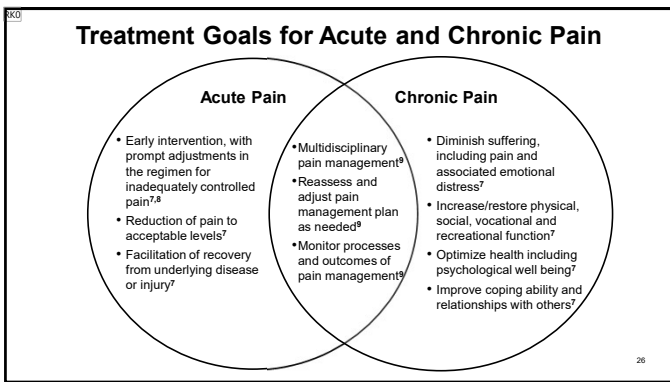 RK0
Treatment Goals for Acute and Chronic Pain
Acute Pain
• Early intervention, with
prompt adjustments in
the regimen for
inadequately controlled
pain7,8
• Reduction of pain to
acceptable levels7
• Facilitation of recovery
from underlying disease
or injury7
•Multidisciplinary
pain management9
•Reassess and
adjust pain
management plan
as needed9
•Monitor processes
and outcomes of
pain management9
Chronic Pain
• Diminish suffering,
including pain and
associated emotional
distress7
• Increase/restore physical,
social, vocational and
recreational function7
• Optimize health including
psychological well being7
• Improve coping ability and
relationships with others7
26